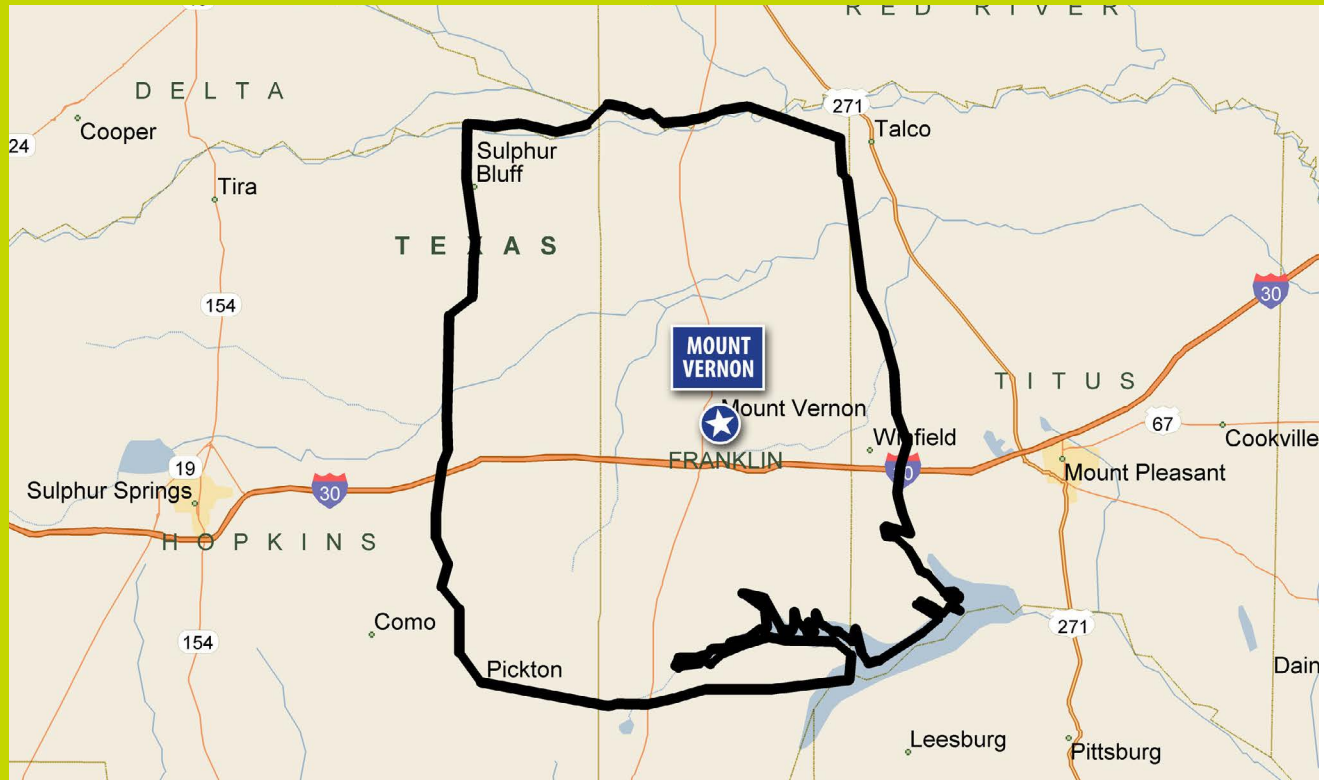 RED RIVER
DELTA
271
Cooper
Talco
24
Sulphur
Bluff
Tira
TEXAS
30
154
MOUNT
VERNON
TITUS
Mount Vernon
67
Winfield
Cookville
FRANKLIN
19
Mount Pleasant
Sulphur Springs
30
HOPKINS
Como
271
154
Pickton
Dain
Leesburg
Pittsburg